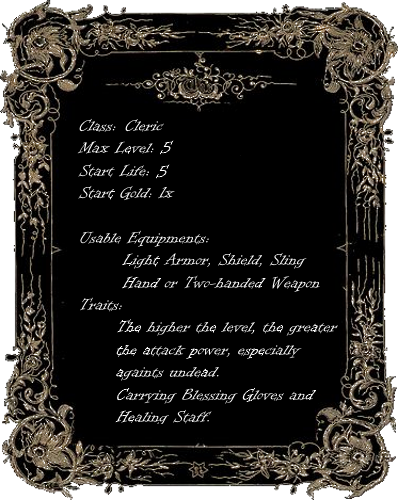 Class: Cleric
Max Level: 5
Start Life: 5
Start Gold: 1x
Usable Equipments:
Light Armor, Shield, Sling
Hand or Two-handed Weapon
Traits:
The higher the level, the greater
the attack power, especially
againts undead.
Carrying Blessing Gloves and
Healing Staff.